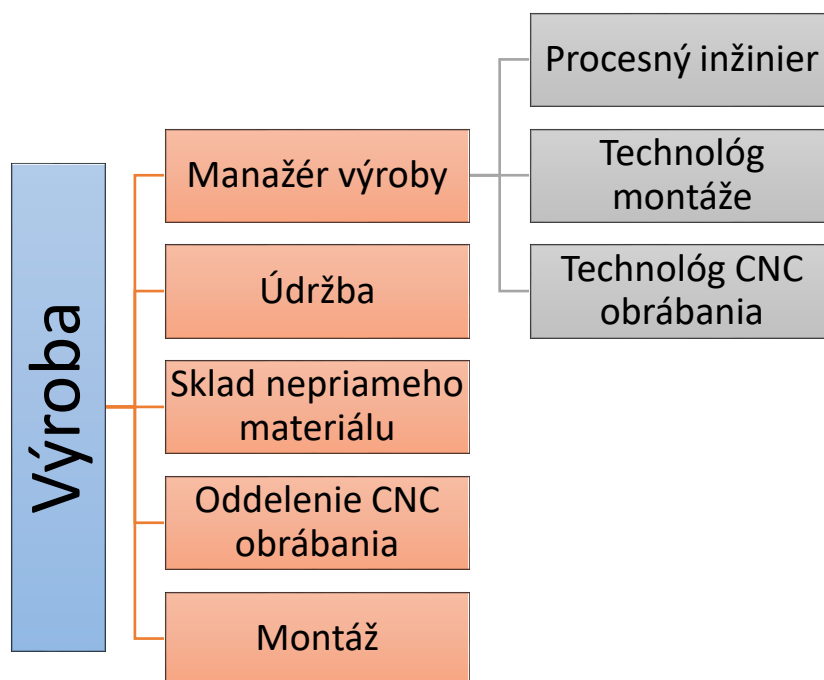 Výroba
Manažér výroby
Procesný inžinier
Technológ
montáže
Technológ CNC
obrábania
Údržba
Sklad nepriameho
materiálu
Oddelenie CNC
obrábania
Montáž